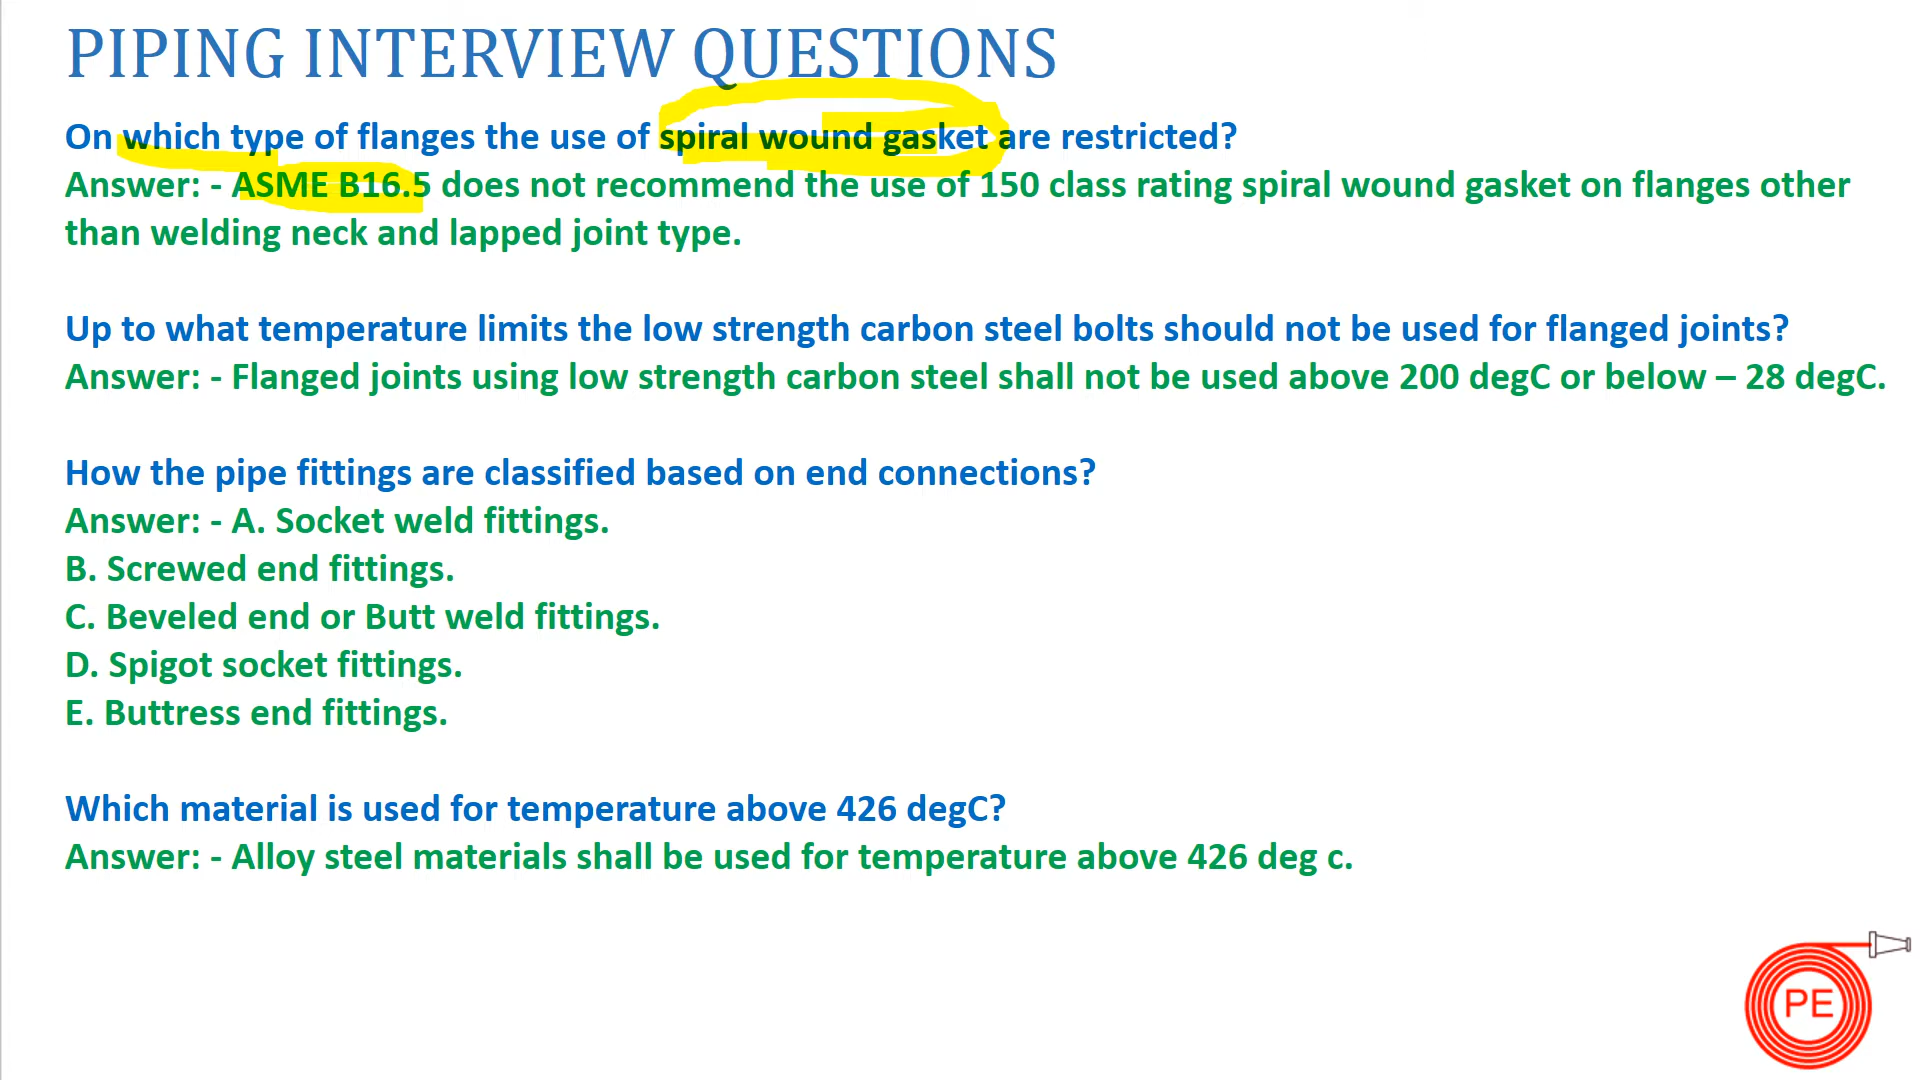 PIPING INTERVIEW QUESTIONS
On which type of flanges the use of spiral wound gasket are restricted?
Answer: - ASME B16.5 does not recommend the use of 150 class rating spiral wound gasket on flanges other
than welding neck and lapped joint type.
Up to what temperature limits the low strength carbon steel bolts should not be used for flanged joints?
Answer: - Flanged joints using low strength carbon steel shall not be used above 200 degC or below – 28 degC.
How the pipe fittings are classified based on end connections?
Answer: - A. Socket weld fittings.
B. Screwed end fittings.
C. Beveled end or Butt weld fittings.
D. Spigot socket fittings.
E. Buttress end fittings.
Which material is used for temperature above 426 degC?
Answer: - Alloy steel materials shall be used for temperature above 426 deg c.
PE